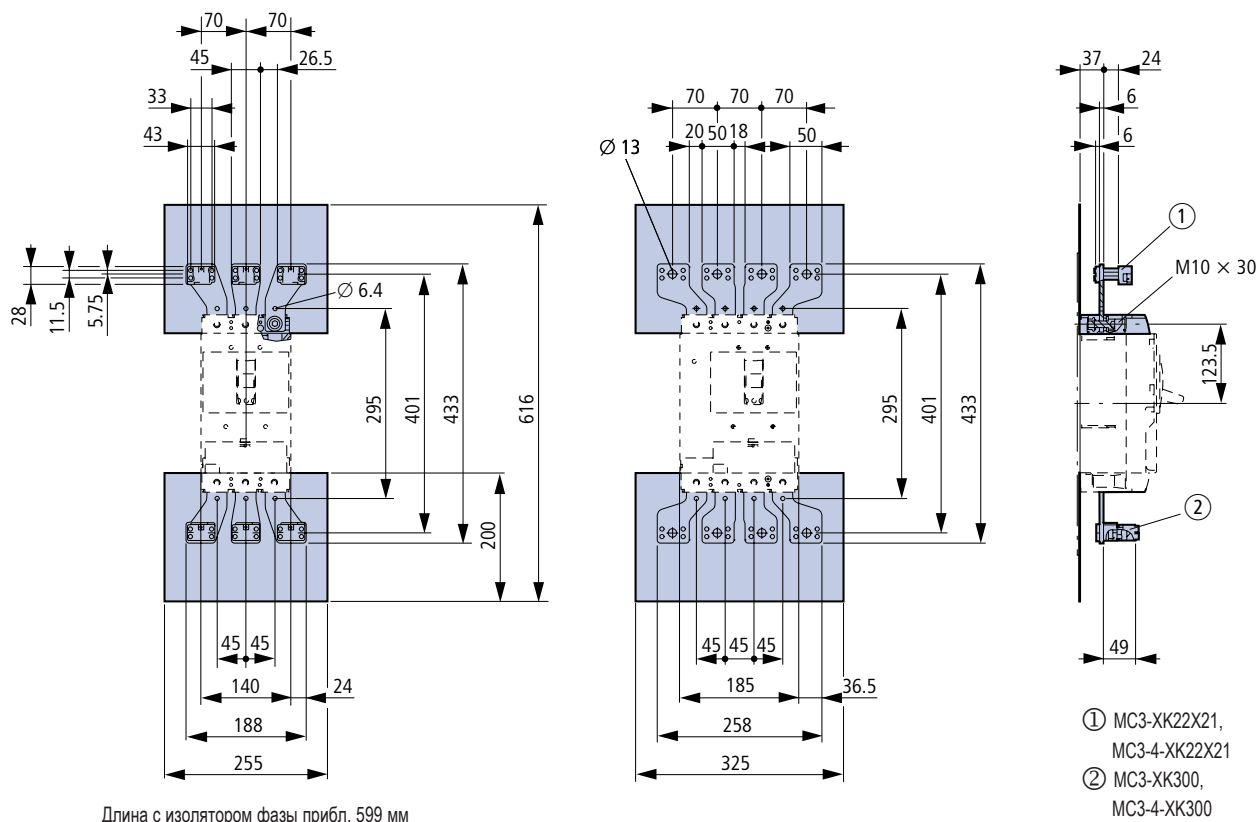 70 70
45 26.5
33
43
28
11.5
5.75
Ø 6.4
295
401
433
616
200
45 45
140 24
188
255
Длина с изолятором фазы прибл. 599 мм
70 70 70
20 50 18 50
Ø 13
295
401
433
45 45 45
185 36.5
258
325
37 24
6
6
①
M10 × 30
123.5
②
49
① MC3-XK22X21,
MC3-4-XK22X21
② MC3-XK300,
MC3-4-XK300